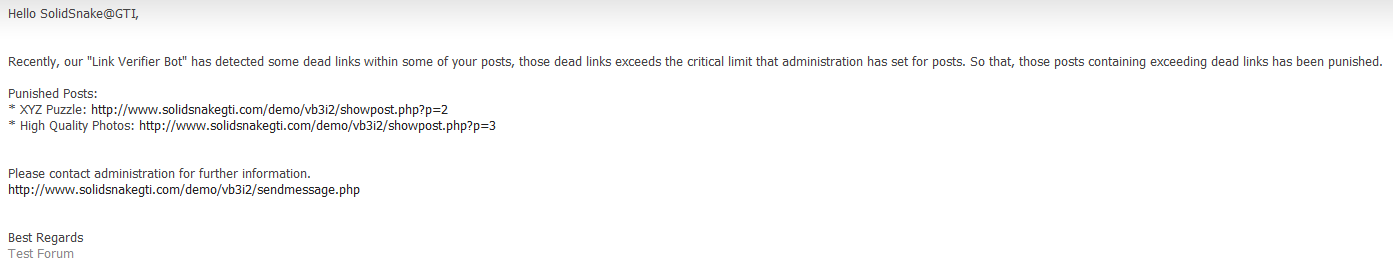 Hello SolidSnake@GTI,
Recently, our "Link Verifier Bot" has detected some dead links within some of your posts, those dead links exceeds the critical limit that administration has set for posts. So that, those posts containing exceeding dead links has been punished.
Punished Posts:
* XYZ Puzzle: http://www.solidsnakegti.com/demo/vb3i2/showpost.php?p=2
* High Quality Photos: http://www.solidsnakegti.com/demo/vb3i2/showpost.php?p=3
Please contact administration for further information.
http://www.solidsnakegti.com/demo/vb3i2/sendmessage.php
Best Regards
Test Forum